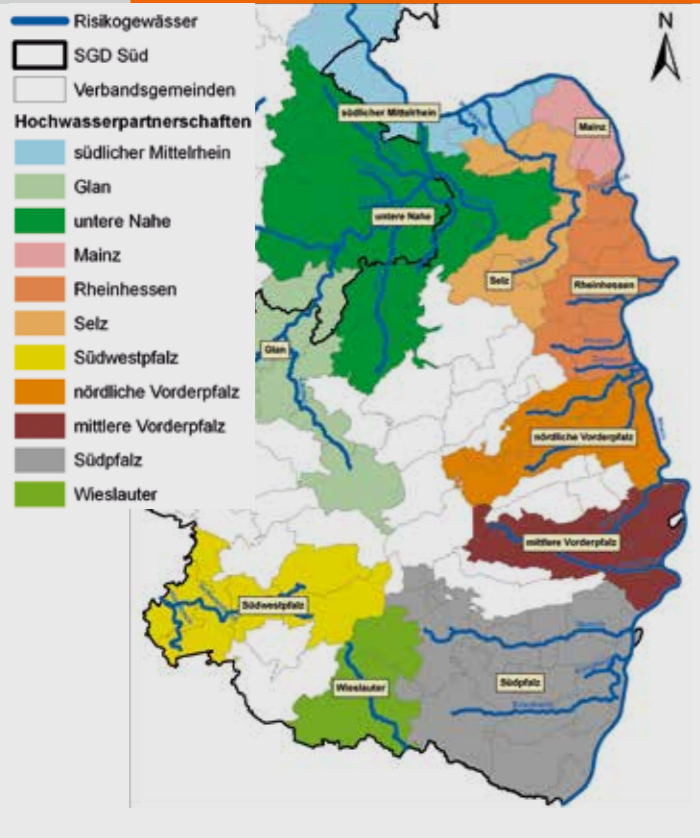 Risikogewässer
SGD Süd
Verbandsgemeinden
Hochwasserpartnerschaften
südlicher Mittelrhein
Glan
untere Nahe
Mainz
Rheinhessen
Selz
Südwestpfalz
nördliche Vorderpfalz
mittlere Vorderpfalz
Südpfalz
Wieslauter
N
südlicher Mittelrhein
Mainz
untere Nahe
Selz
Rheinhessen
Glan
nördliche Vorderpfalz
mittlere Vorderpfalz
Südwestpfalz
Südpfalz
Wieslauter